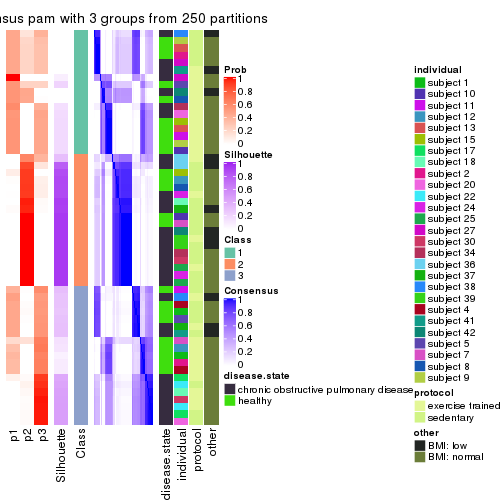 sus pam with 3 groups from 250 partitions
p1
p2
p3
Silhouette
Class
disease.state
individual
protocol
other
Prob
1
0.8
0.6
0.4
0.2
0
Silhouette
1
0.8
0.6
0.4
0.2
0
Class
1
2
3
Consensus
1
0.8
0.6
0.4
0.2
0
disease.state
chronic obstructive pulmonary disease
healthy
individual
subject 1
subject 10
subject 11
subject 12
subject 13
subject 15
subject 17
subject 18
subject 2
subject 20
subject 22
subject 24
subject 25
subject 27
subject 30
subject 34
subject 36
subject 37
subject 38
subject 39
subject 4
subject 41
subject 42
subject 5
subject 7
subject 8
subject 9
protocol
exercise trained
sedentary
other
BMI: low
BMI: normal